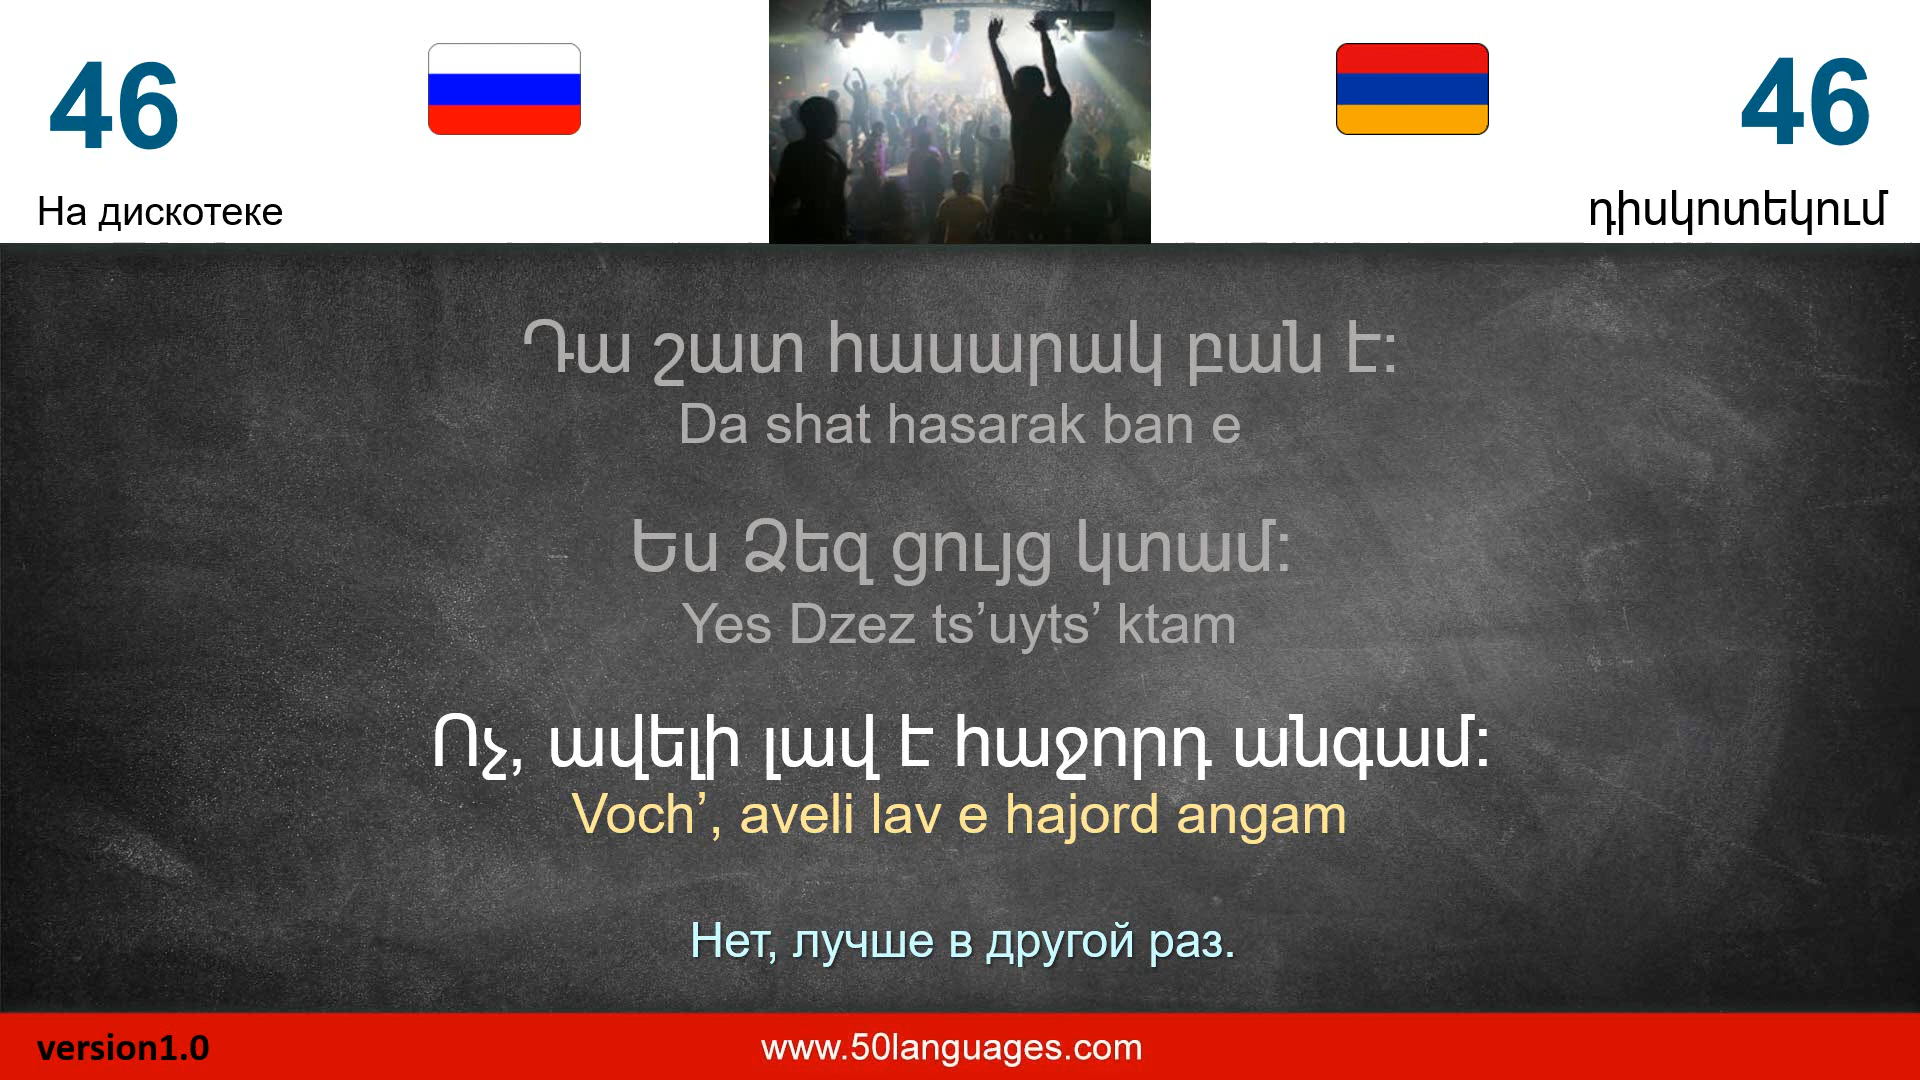 46
46
На дискотеке
դիսկոտեկում
Դա շատ հասարակ բան է:
Da shat hasarak ban e
Ես Ձեզ ցույց կտամ:
Yes Dzez ts’uyts’ ktam
Ոչ, ավելի լավ է հաջորդ անգամ:
Voch’, aveli lav e hajord angam
Нет, лучше в другой раз.
version1.0
www.50languages.com